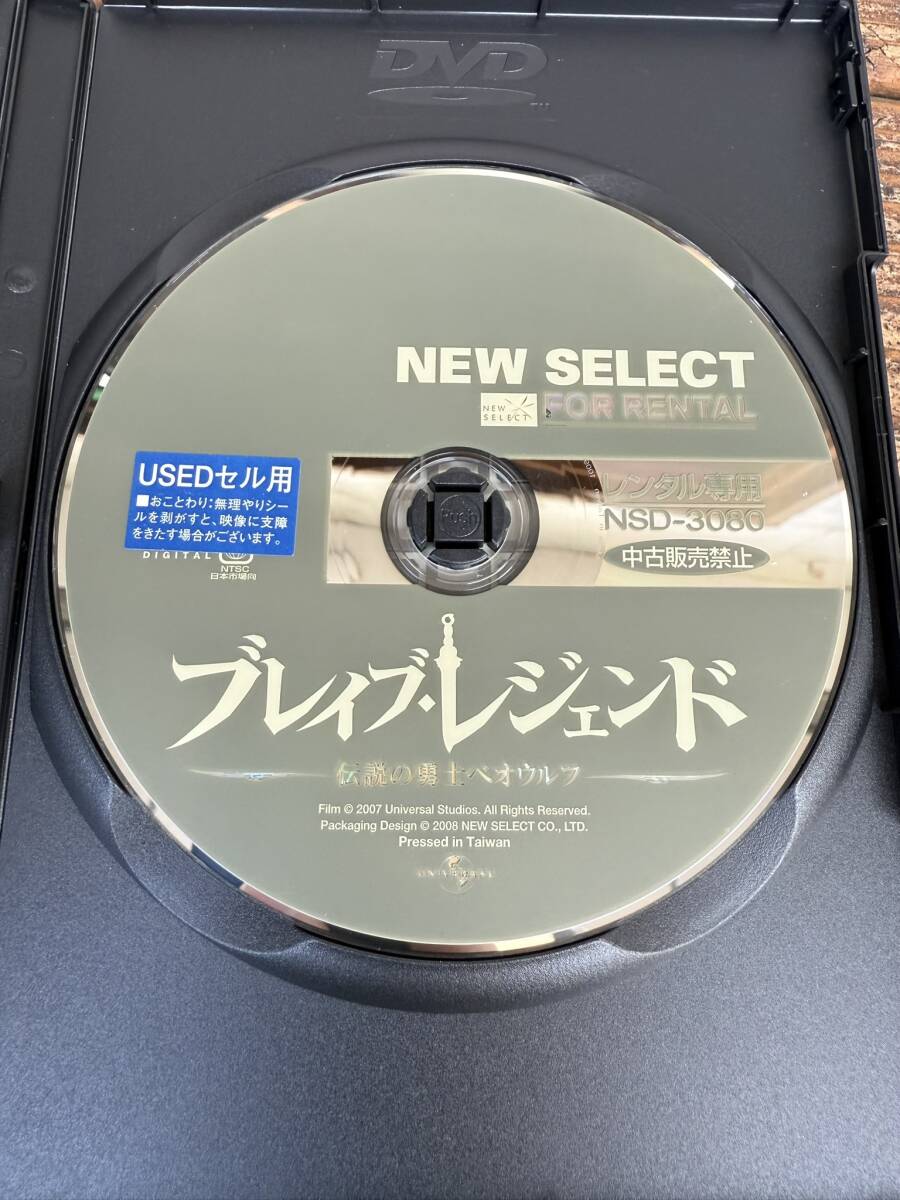 DVD
TM
NEW SELECT
NEW
SELECT
FOR RENTAL
USEDセル用
■おことわり:無理やりシー
ルを剥がすと、映像に支障
をきたす場合がございます。
DIGITAL
NTSC
日本市場向
Push
レンタル専用
NSD-3080
中古販売禁止
ブレイブ・レジェンド
伝説の勇士ベオウルフ
Film © 2007 Universal Studios. All Rights Reserved.
Packaging Design © 2008 NEW SELECT CO., LTD.
Pressed in Taiwan
UNIVERSAL